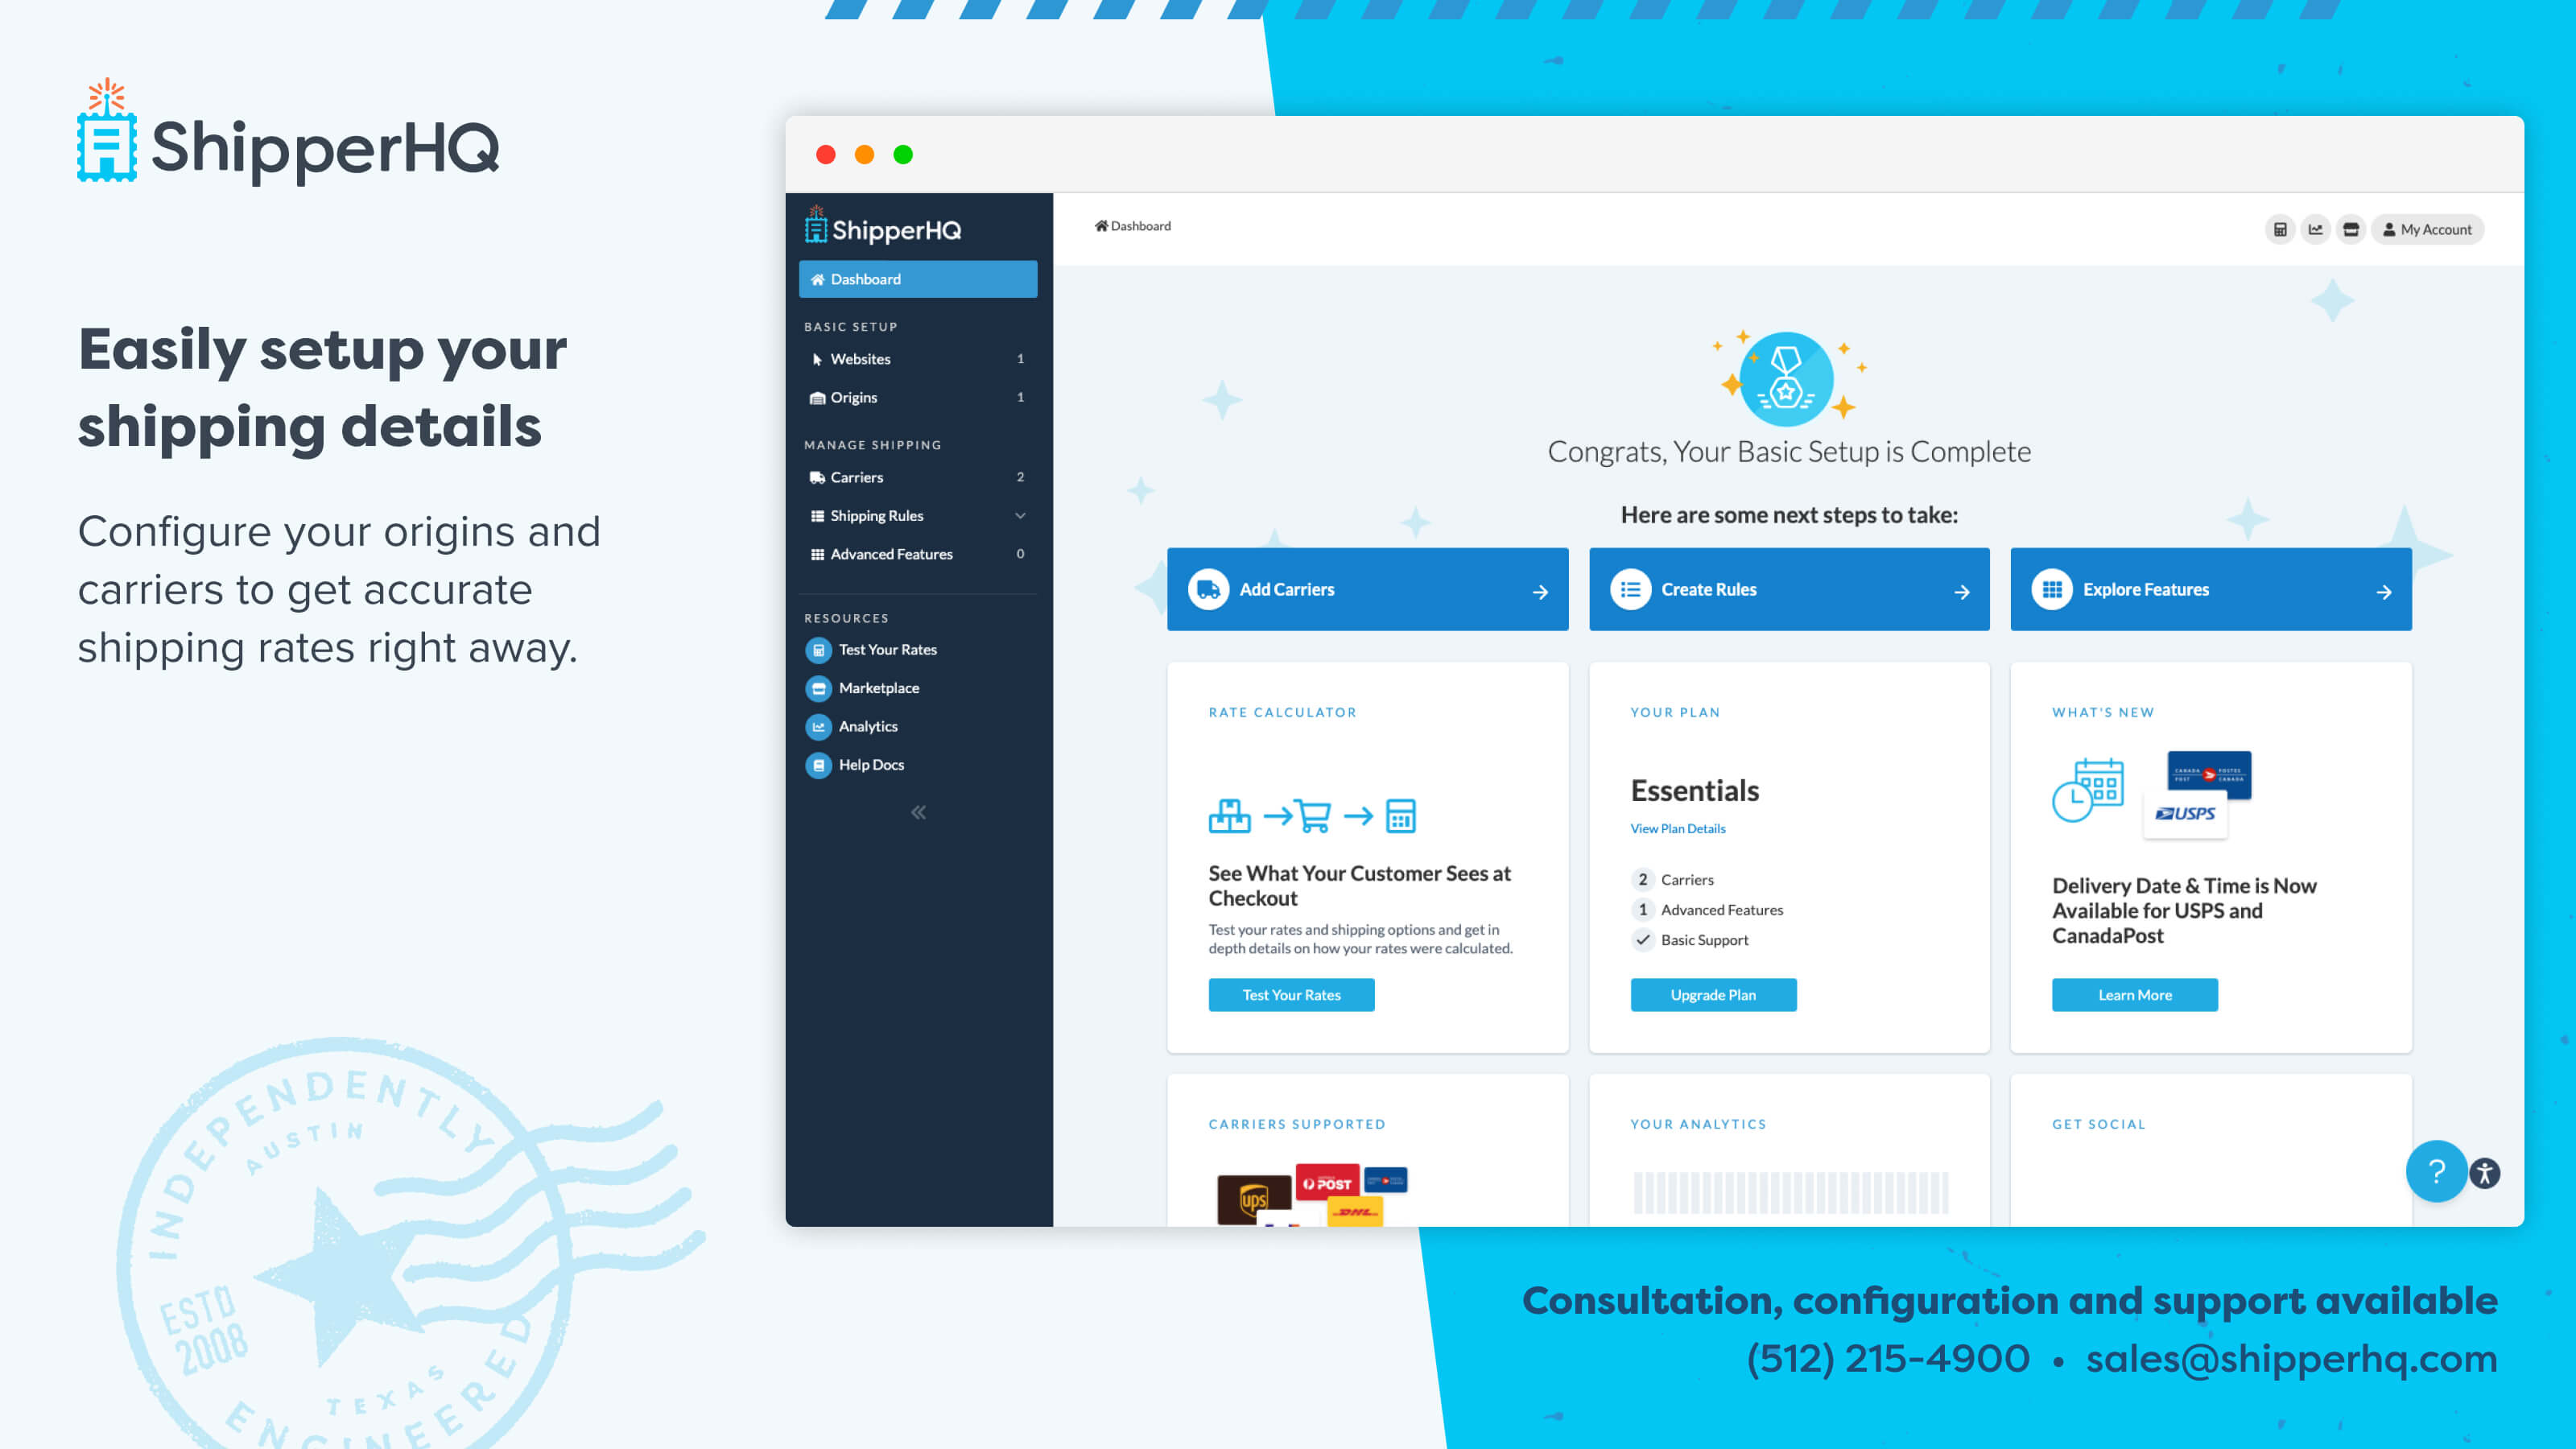 ShipperHQ
Easily setup your
shipping details
Configure your origins and
carriers to get accurate
shipping rates right away.
INDEPENDENTLY
AUSTIN
ESTD
2008
TEXAS
ENGINEERED
ShipperHQ
Dashboard
BASIC SETUP
Websites 1
Origins 1
MANAGE SHIPPING
Carriers 2
Shipping Rules
Advanced Features 0
RESOURCES
Test Your Rates
Marketplace
Analytics
Help Docs
Dashboard
My Account
Congrats, Your Basic Setup is Complete
Here are some next steps to take:
Add Carriers
Create Rules
Explore Features
RATE CALCULATOR
See What Your Customer Sees at
Checkout
Test your rates and shipping options and get in
depth details on how your rates were calculated.
Test Your Rates
YOUR PLAN
Essentials
View Plan Details
2 Carriers
1 Advanced Features
Basic Support
Upgrade Plan
WHAT'S NEW
CANADA POSTES
POST CANADA
USPS
Delivery Date & Time is Now
Available for USPS and
CanadaPost
Learn More
CARRIERS SUPPORTED
ups
POST
DHL
YOUR ANALYTICS
GET SOCIAL
?
Consultation, configuration and support available
(512) 215-4900 • sales@shipperhq.com